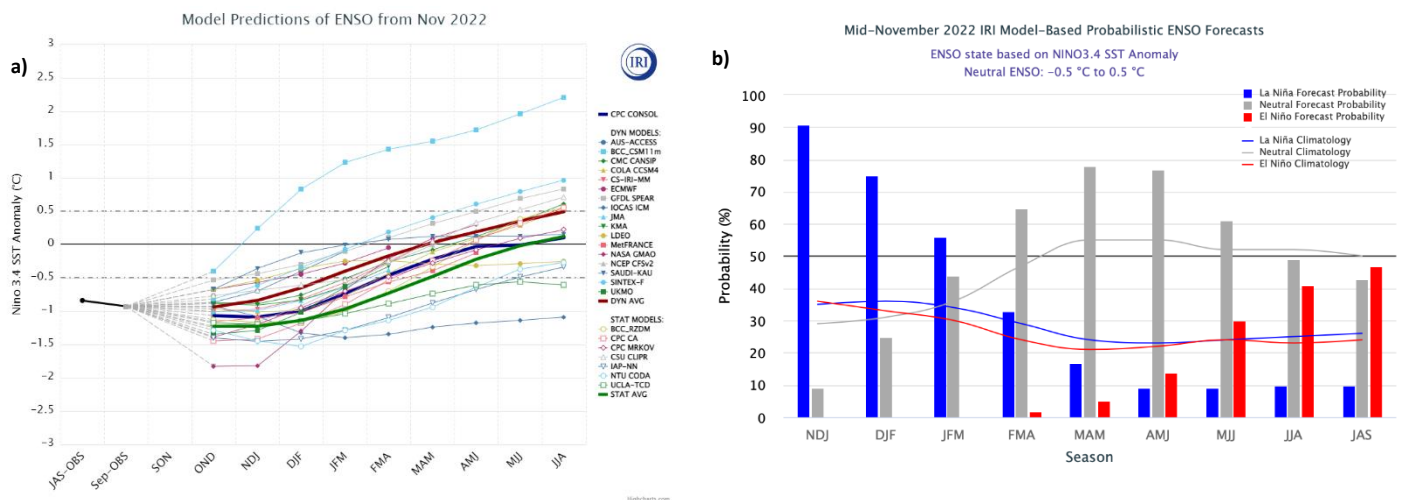 a)
Model Predictions of ENSO from Nov 2022
IRI
Nino 3.4 SST Anomaly (°C)
3
2.5
2
1.5
1
0.5
0
-0.5
-1
-1.5
-2
-2.5
-3
JAS-OBS
Sep-OBS
SON
OND
NDJ
DJF
JFM
FMA
MAM
AMJ
MJJ
JJA
CPC CONSOL
DYN MODELS:
AUS-ACCESS
BCC_CSM11m
CMC CANSIP
COLA CCSM4
CS-IRI-MM
ECMWF
GFDL SPEAR
IOCAS ICM
JMA
KMA
LDEO
MetFRANCE
NASA GMAO
NCEP CFSv2
SAUDI-KAU
SINTEX-F
UKMO
DYN AVG
STAT MODELS:
BCC_RZDM
CPC CA
CPC MRKOV
CSU CLIPR
IAP-NN
NTU CODA
UCLA-TCD
STAT AVG
Highcharts.com
b)
Mid-November 2022 IRI Model-Based Probabilistic ENSO Forecasts
ENSO state based on NINO3.4 SST Anomaly
Neutral ENSO: -0.5 °C to 0.5 °C
La Niña Forecast Probability
Neutral Forecast Probability
El Niño Forecast Probability
La Niña Climatology
Neutral Climatology
El Niño Climatology
Probability (%)
100
90
80
70
60
50
40
30
20
10
0
NDJ
DJF
JFM
FMA
MAM
AMJ
MJJ
JJA
JAS
Season